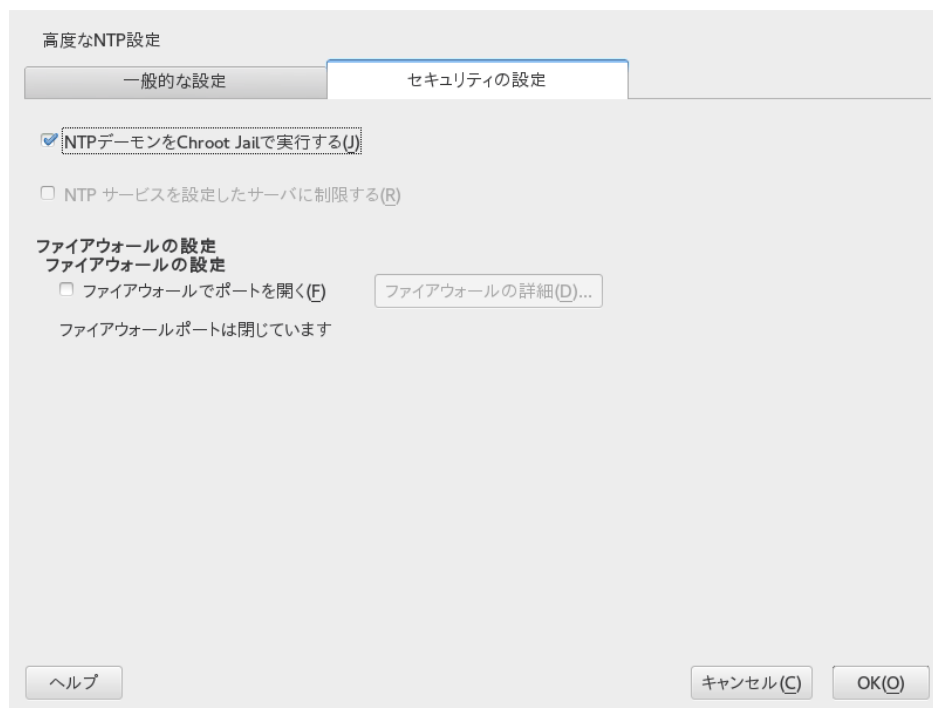 高度なNTP設定
一般的な設定
セキュリティの設定
NTPデーモンをChroot Jailで実行する(J)
NTP サービスを設定したサーバに制限する(R)
ファイアウォールの設定
ファイアウォールの設定
ファイアウォールでポートを開く(F)
ファイアウォールの詳細(D)...
ファイアウォールポートは閉じています
ヘルプ
キャンセル(C)
OK(O)